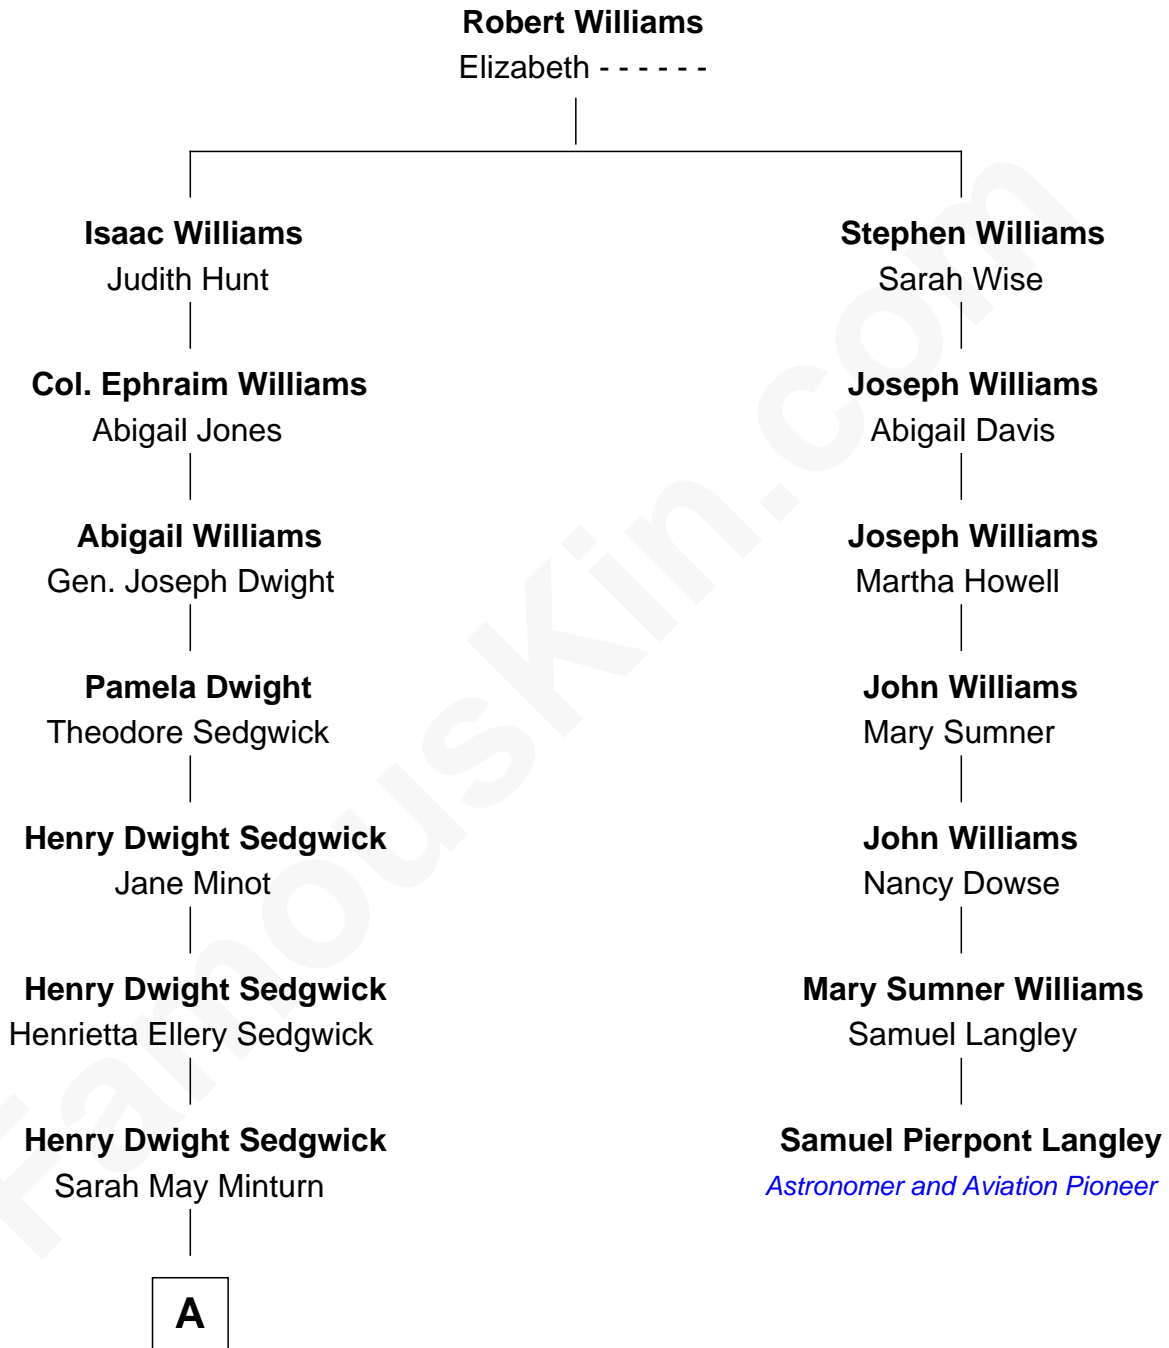 Robert Williams
Elizabeth - - - - - -
Isaac Williams
Judith Hunt
Col. Ephraim Williams
Abigail Jones
Abigail Williams
Gen. Joseph Dwight
Pamela Dwight
Theodore Sedgwick
Henry Dwight Sedgwick
Jane Minot
Henry Dwight Sedgwick
Henrietta Ellery Sedgwick
Henry Dwight Sedgwick
Sarah May Minturn
A
Stephen Williams
Sarah Wise
Joseph Williams
Abigail Davis
Joseph Williams
Martha Howell
John Williams
Mary Sumner
John Williams
Nancy Dowse
Mary Sumner Williams
Samuel Langley
Samuel Pierpont Langley
Astronomer and Aviation Pioneer
FamousKin.com